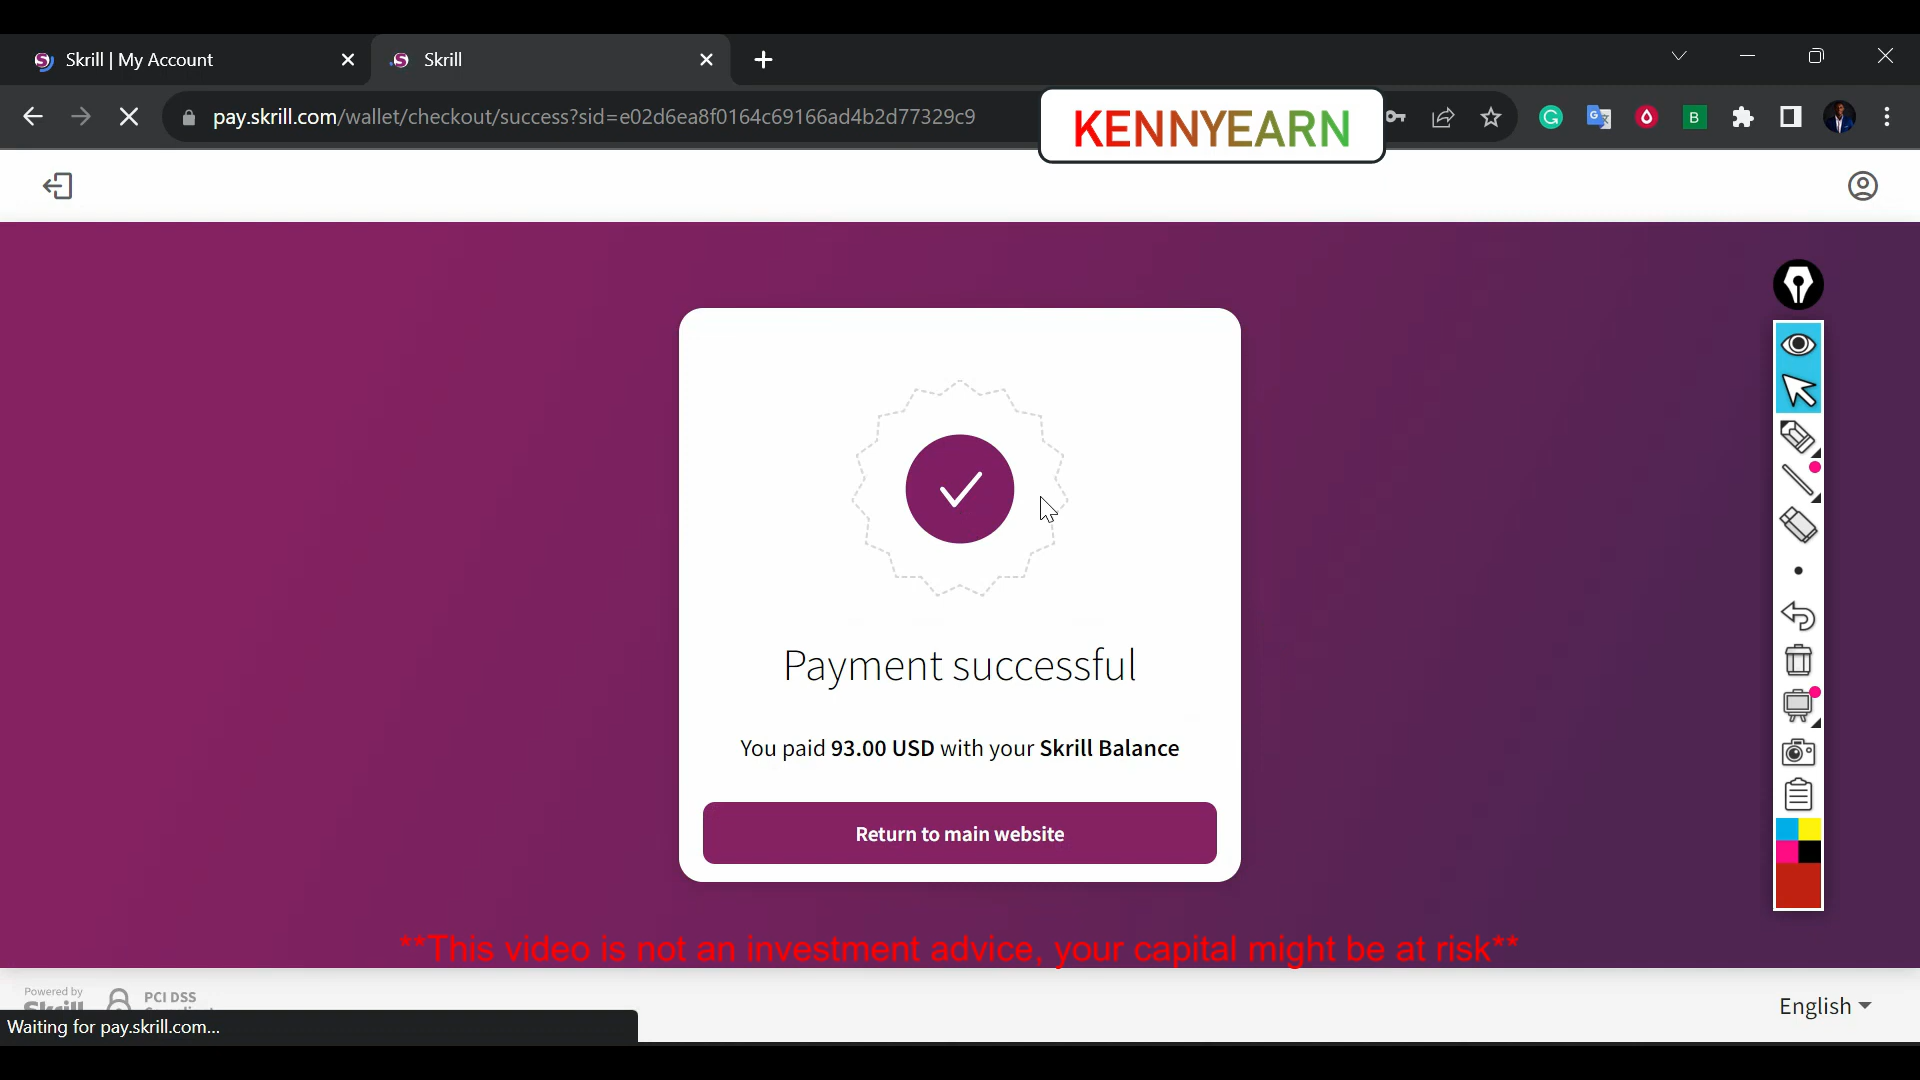 Skrill | My Account
Skrill
pay.skrill.com/wallet/checkout/success?sid=e02d6ea8f0164c69166ad4b2d77329c9
KENNYEARN
B
Payment successful
You paid 93.00 USD with your Skrill Balance
Return to main website
**This video is not an investment advice, your capital might be at risk**
Powered by
Skrill
PCI DSS
English
Waiting for pay.skrill.com...